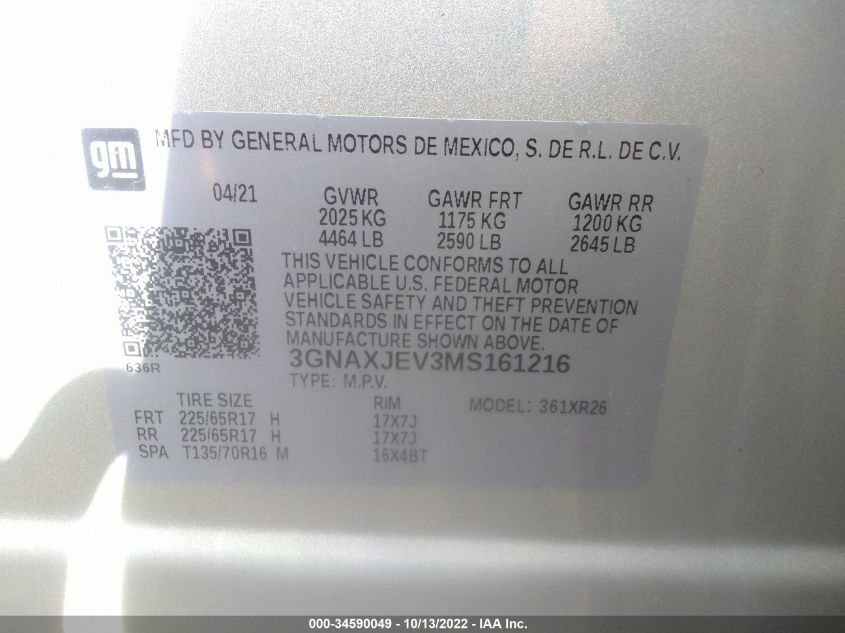 gm MFD BY GENERAL MOTORS DE MEXICO, S. DE R.L. DE C.V.
04/21 GVWR GAWR FRT GAWR RR
2025 KG 1175 KG 1200 KG
4464 LB 2590 LB 2645 LB
THIS VEHICLE CONFORMS TO ALL
APPLICABLE U.S. FEDERAL MOTOR
VEHICLE SAFETY AND THEFT PREVENTION
STANDARDS IN EFFECT ON THE DATE OF
MANUFACTURE SHOWN ABOVE.
636R
3GNAXJEV3MS161216
TYPE: M.P.V.
TIRE SIZE RIM MODEL: 361XR26
FRT 225/65R17 H 17X7J
RR 225/65R17 H 17X7J
SPA T135/70R16 M 16X4BT
000-34590049 - 10/13/2022 - IAA Inc.